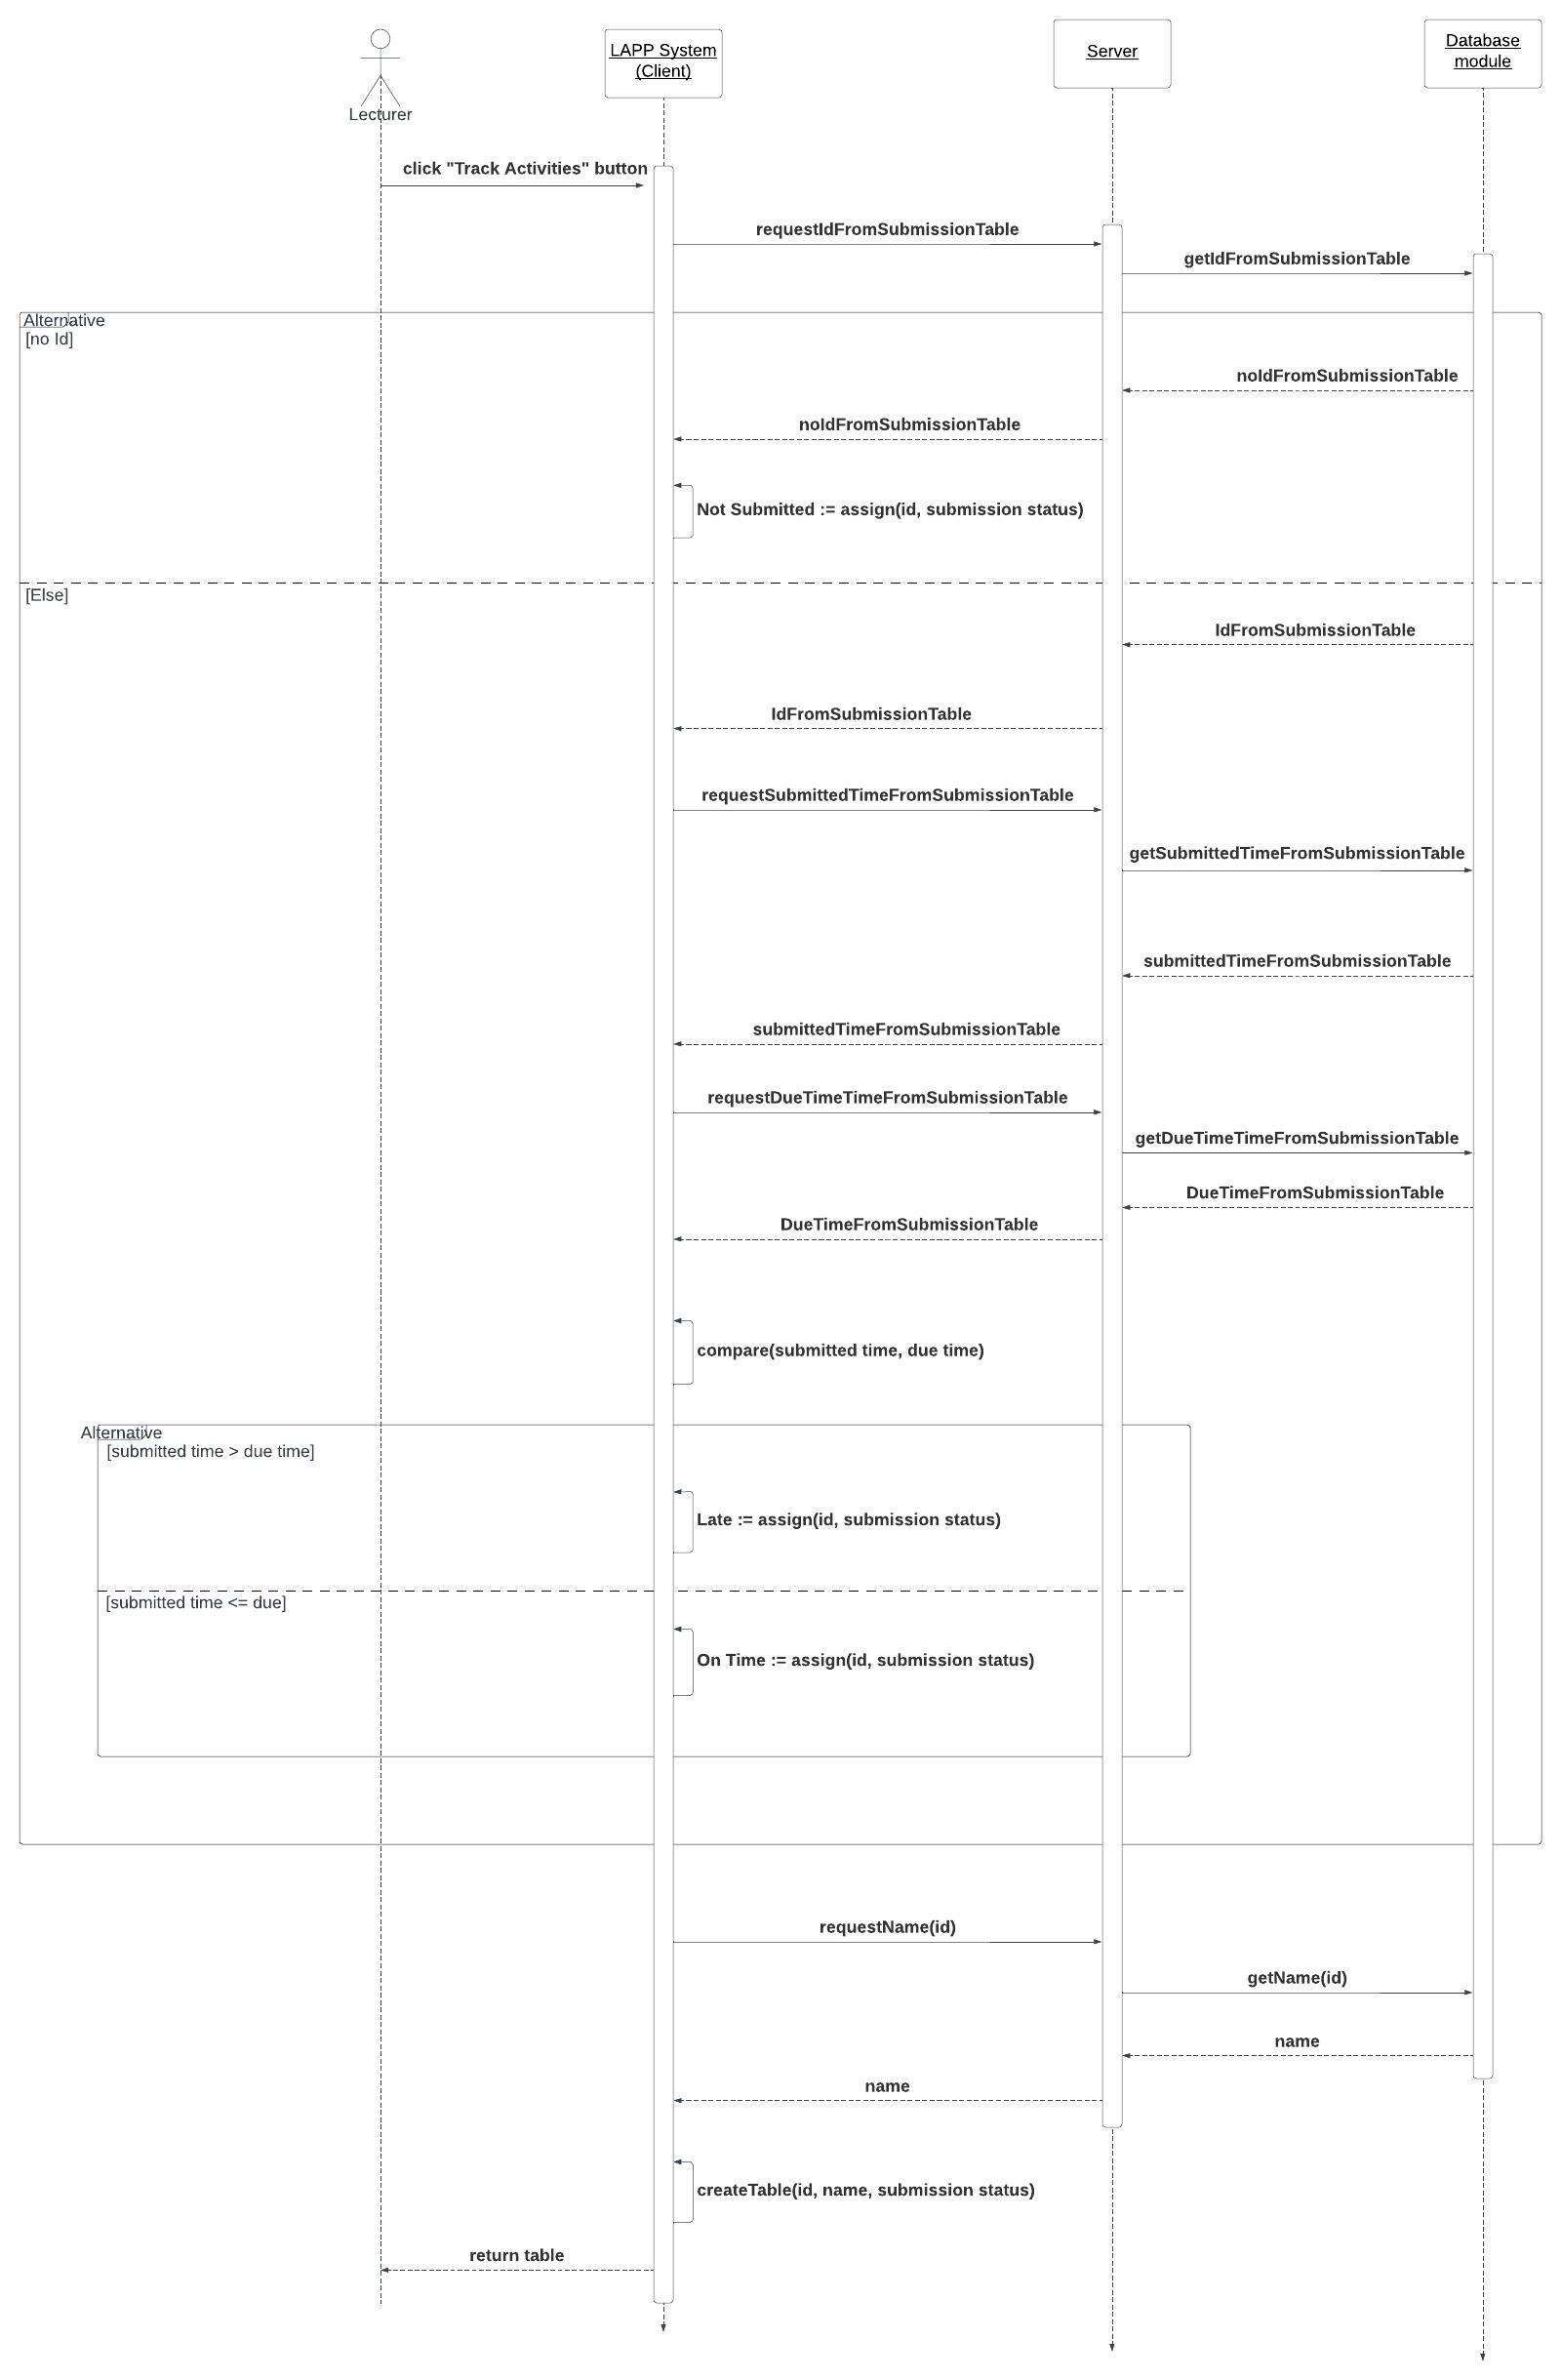 LAPP System
(Client)
Server
Database
module
Lecturer
click "Track Activities" button
requestIdFromSubmissionTable
getIdFromSubmissionTable
Alternative
[no Id]
noIdFromSubmissionTable
noIdFromSubmissionTable
Not Submitted := assign(id, submission status)
[Else]
IdFromSubmissionTable
IdFromSubmissionTable
requestSubmittedTimeFromSubmissionTable
getSubmittedTimeFromSubmissionTable
submittedTimeFromSubmissionTable
submittedTimeFromSubmissionTable
requestDueTimeTimeFromSubmissionTable
getDueTimeTimeFromSubmissionTable
DueTimeFromSubmissionTable
DueTimeFromSubmissionTable
compare(submitted time, due time)
Alternative
[submitted time > due time]
Late := assign(id, submission status)
[submitted time <= due]
On Time := assign(id, submission status)
requestName(id)
getName(id)
name
name
createTable(id, name, submission status)
return table